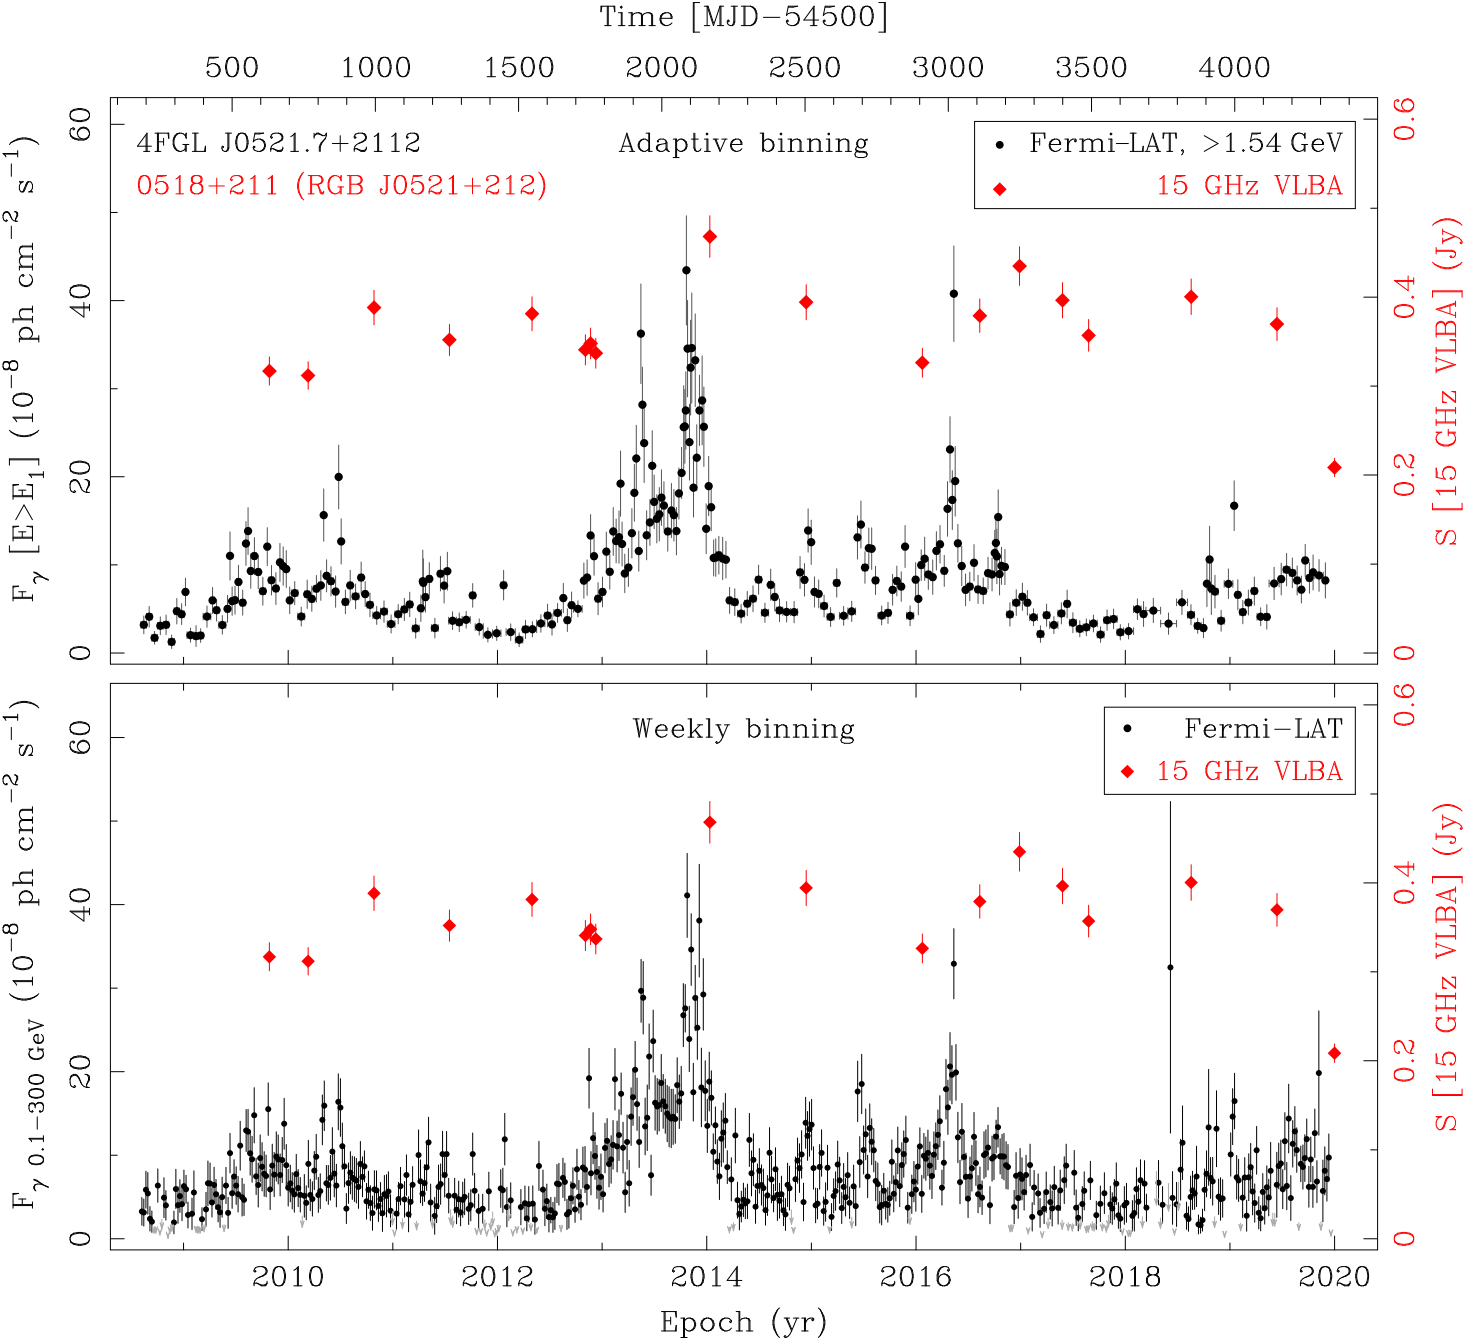 Time [MJD−54500]
500 1000 1500 2000 2500 3000 3500 4000
4FGL J0521.7+2112
0518+211 (RGB J0521+212)
Adaptive binning
Fermi−LAT, >1.54 GeV
15 GHz VLBA
F_γ [E>E_1] (10^−8 ph cm^−2 s^−1)
60
40
20
0
S [15 GHz VLBA] (Jy)
0.6
0.4
0.2
0
Weekly binning
Fermi−LAT
15 GHz VLBA
F_γ 0.1−300 GeV (10^−8 ph cm^−2 s^−1)
60
40
20
0
S [15 GHz VLBA] (Jy)
0.6
0.4
0.2
0
2010 2012 2014 2016 2018 2020
Epoch (yr)